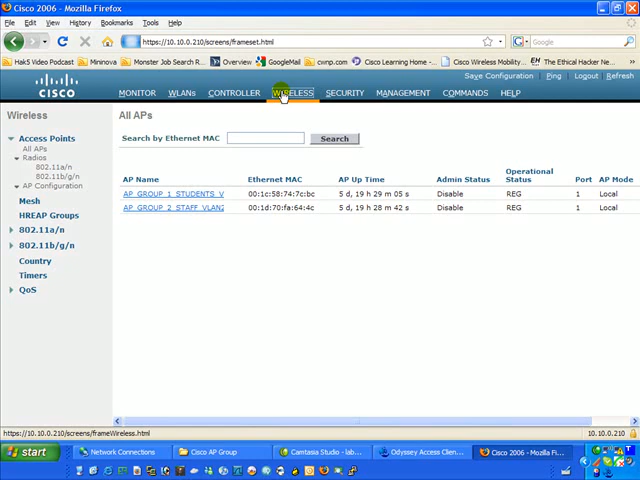 Cisco 2006 - Mozilla Firefox
File Edit View History Bookmarks Tools Help
https://10.10.0.210/screens/frameset.html
Google
Hak5 Video Podcast Mininova Monster Job Search R... Overview GoogleMail cwnp.com Cisco Learning Home -... Cisco Wireless Mobility... The Ethical Hacker Net
Save Configuration Ping Logout Refresh
CISCO
MONITOR WLANs CONTROLLER WIRELESS SECURITY MANAGEMENT COMMANDS HELP
Wireless
All APs
Access Points
All APs
Radios
802.11a/n
802.11b/g/n
AP Configuration
Mesh
HREAP Groups
802.11a/n
802.11b/g/n
Country
Timers
QoS
Search by Ethernet MAC Search
AP Name Ethernet MAC AP Up Time Admin Status Operational Status Port AP Mode
AP_GROUP_1_STUDENTS_V 00:1c:58:74:7c:bc 5 d, 19 h 29 m 05 s Disable REG 1 Local
AP_GROUP_2_STAFF_VLAN2 00:1d:70:fa:64:4c 5 d, 19 h 28 m 42 s Disable REG 1 Local
https://10.10.0.210/screens/frameWireless.html
10.10.0.210
start Network Connections Cisco AP Group Camtasia Studio - lab... Odyssey Access Clien... Cisco 2006 - Mozilla F...